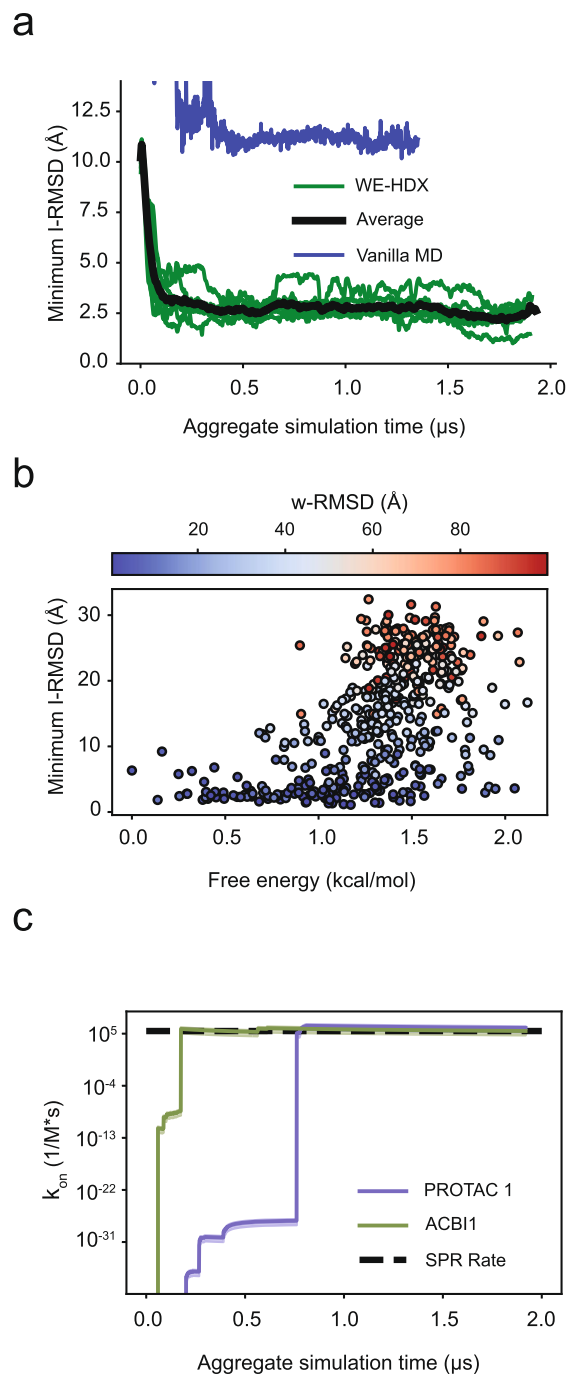 a
Minimum I-RMSD (Å)
12.5
10.0
7.5
5.0
2.5
0.0
WE-HDX
Average
Vanilla MD
0.0 0.5 1.0 1.5 2.0
Aggregate simulation time (μs)
b
w-RMSD (Å)
20 40 60 80
Minimum I-RMSD (Å)
30
20
10
0
0.0 0.5 1.0 1.5 2.0
Free energy (kcal/mol)
c
k_on (1/M*s)
10^5
10^-4
10^-13
10^-22
10^-31
PROTAC 1
ACBI1
SPR Rate
0.0 0.5 1.0 1.5 2.0
Aggregate simulation time (μs)